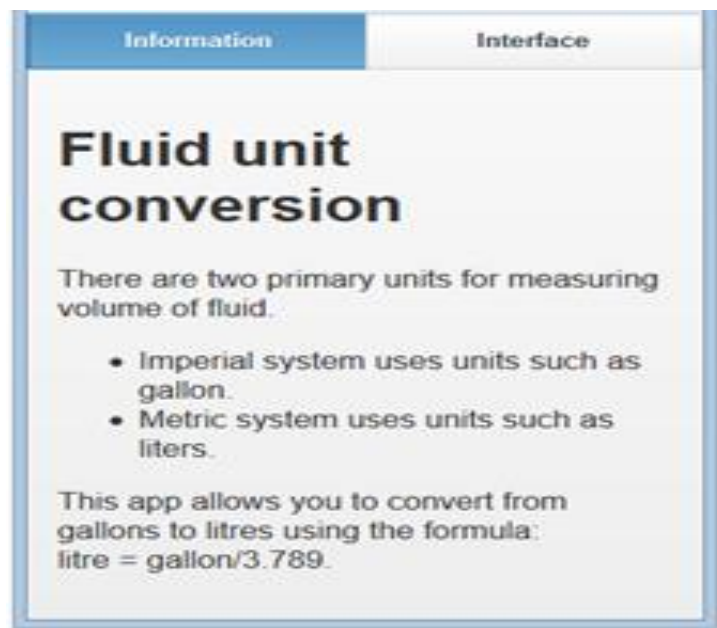 Information
Interface
Fluid unit
conversion
There are two primary units for measuring
volume of fluid.
• Imperial system uses units such as
gallon.
• Metric system uses units such as
liters.
This app allows you to convert from
gallons to litres using the formula:
litre = gallon/3.789.